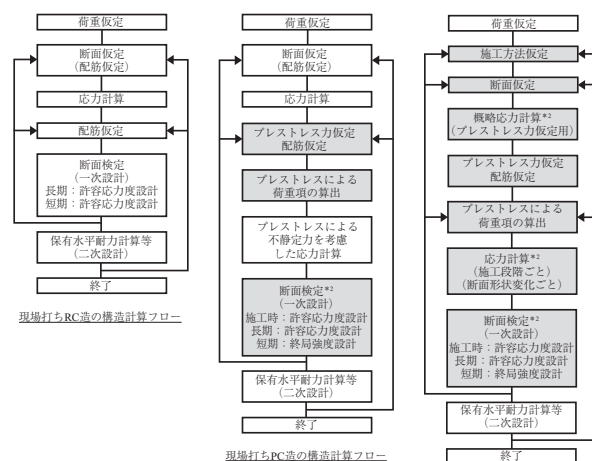 荷重仮定
断面仮定
(配筋仮定)
応力計算
配筋仮定
断面検定
(一次設計)
長期：許容応力度設計
短期：許容応力度設計
保有水平耐力計算等
(二次設計)
終了
現場打ちRC造の構造計算フロー
荷重仮定
断面仮定
(配筋仮定)
応力計算
プレストレス力仮定
配筋仮定
プレストレスによる
荷重項の算出
プレストレスによる
不静定力を考慮
した応力計算
断面検定*2
(一次設計)
施工時：許容応力度設計
長期：許容応力度設計
短期：終局強度設計
保有水平耐力計算等
(二次設計)
終了
現場打ちPC造の構造計算フロー
荷重仮定
施工方法仮定
断面仮定
概略応力計算*2
(プレストレス力仮定用)
プレストレス力仮定
配筋仮定
プレストレスによる
荷重項の算出
応力計算*2
(施工段階ごと)
(断面形状変化ごと)
断面検定*2
(一次設計)
施工時：許容応力度設計
長期：許容応力度設計
短期：終局強度設計
保有水平耐力計算等
(二次設計)
終了